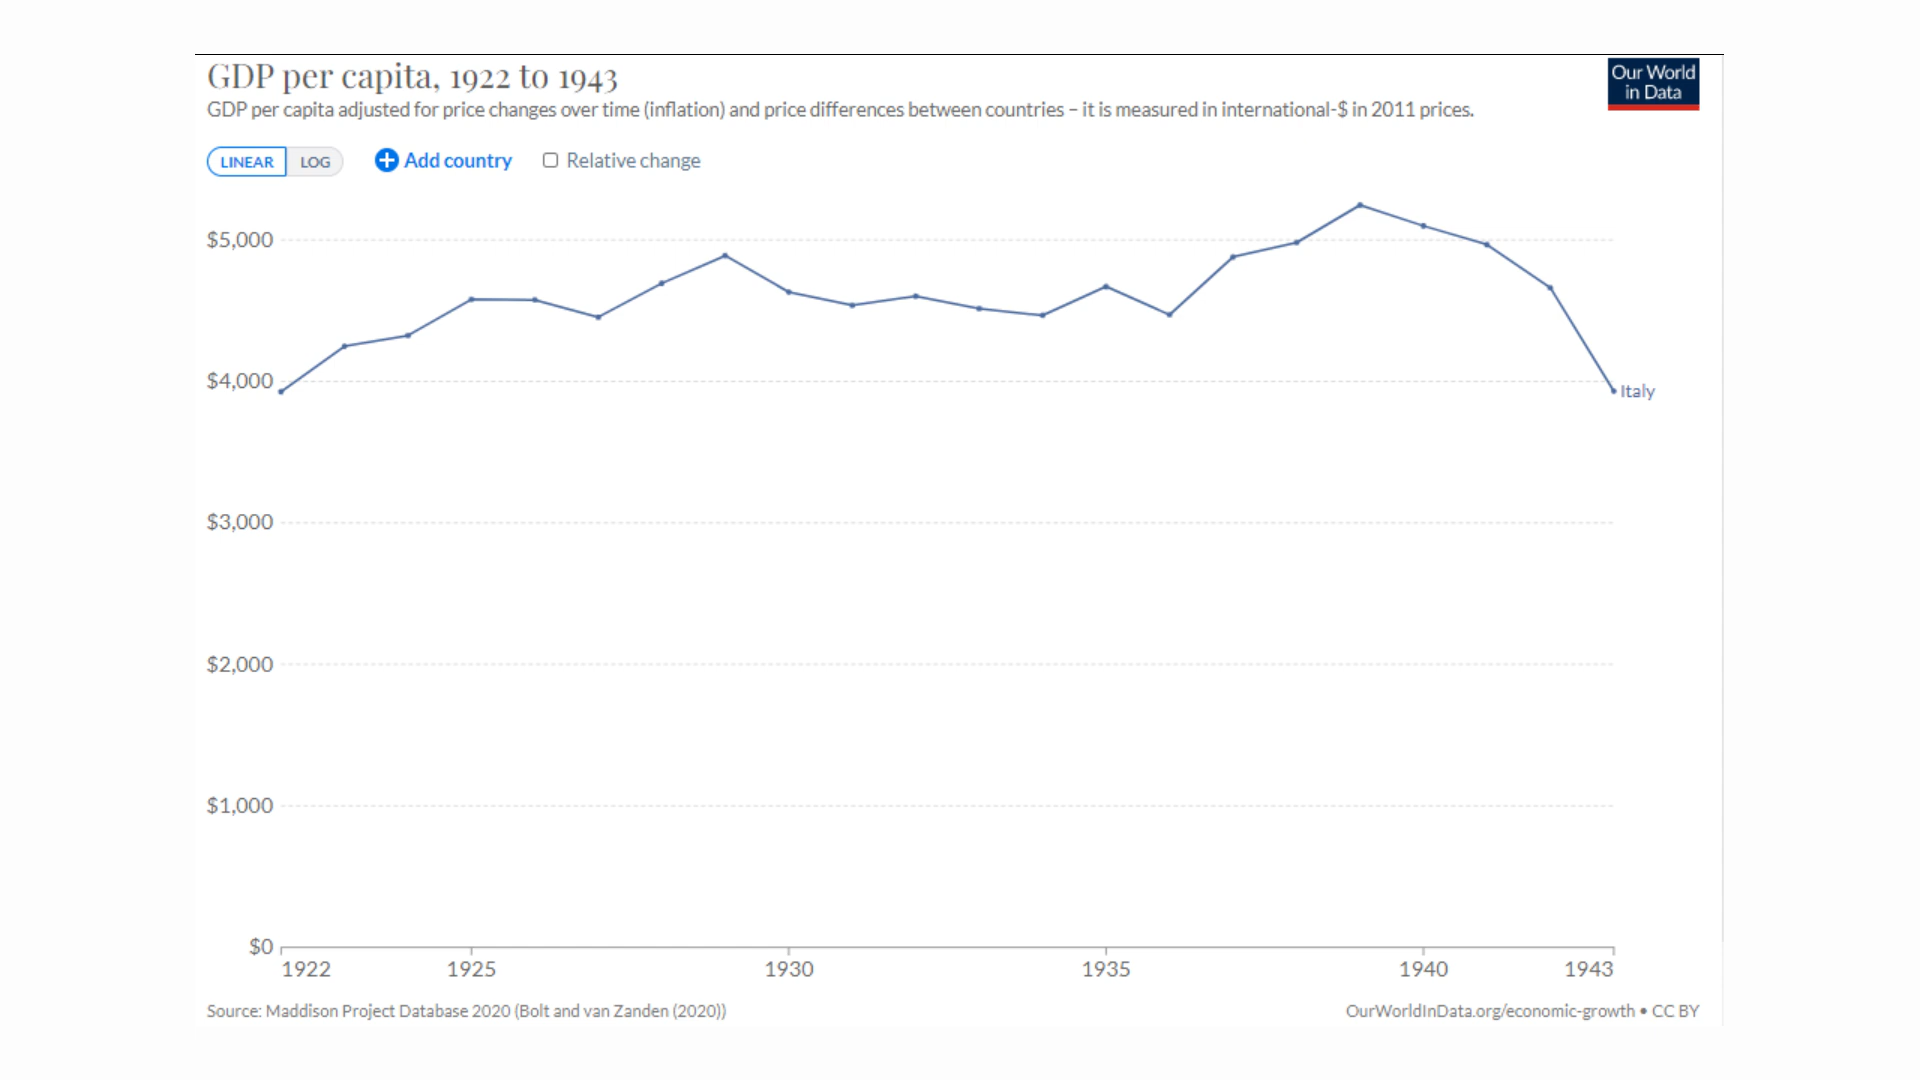 GDP per capita, 1922 to 1943
GDP per capita adjusted for price changes over time (inflation) and price differences between countries – it is measured in international-$ in 2011 prices.
Our World
in Data
LINEAR LOG Add country Relative change
$5,000
$4,000
Italy
$3,000
$2,000
$1,000
$0
1922 1925 1930 1935 1940 1943
Source: Maddison Project Database 2020 (Bolt and van Zanden (2020))
OurWorldInData.org/economic-growth • CC BY